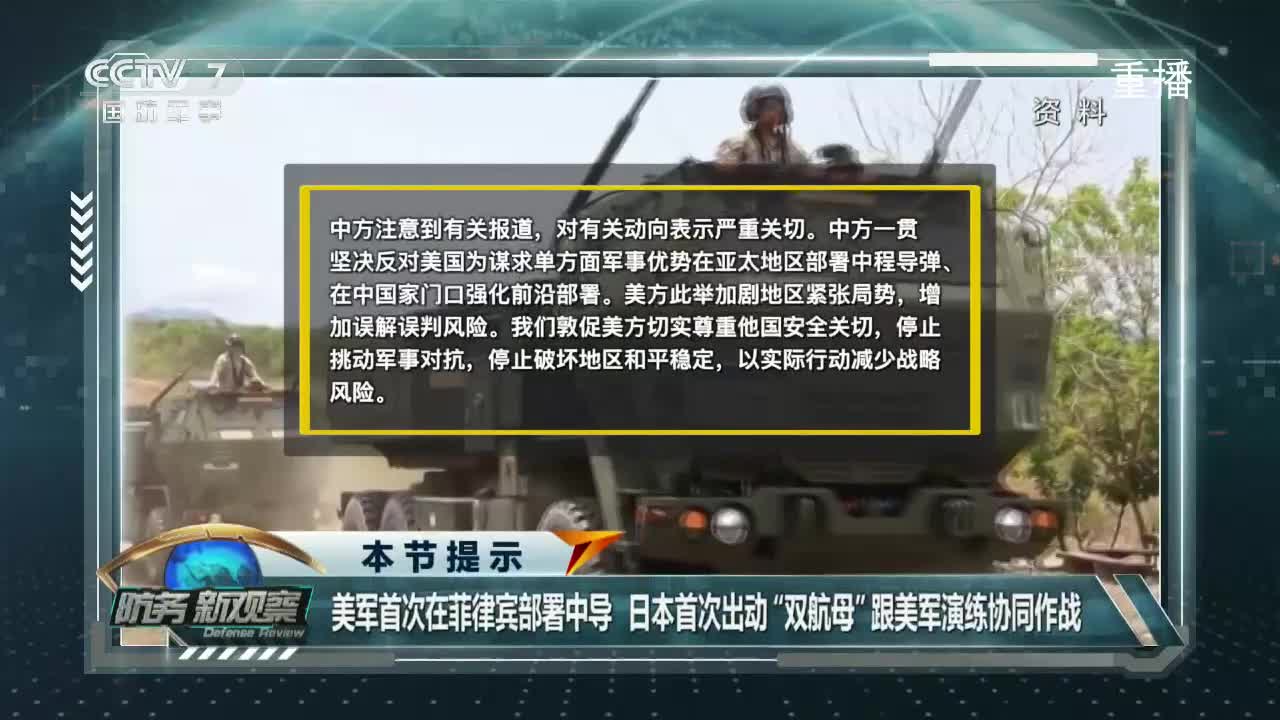 CCTV 7
国防军事
重播
资 料
中方注意到有关报道，对有关动向表示严重关切。中方一贯
坚决反对美国为谋求单方面军事优势在亚太地区部署中程导弹、
在中国家门口强化前沿部署。美方此举加剧地区紧张局势，增
加误解误判风险。我们敦促美方切实尊重他国安全关切，停止
挑动军事对抗，停止破坏地区和平稳定，以实际行动减少战略
风险。
本节提示
防务新观察
Defense Review
美军首次在菲律宾部署中导 日本首次出动“双航母”跟美军演练协同作战